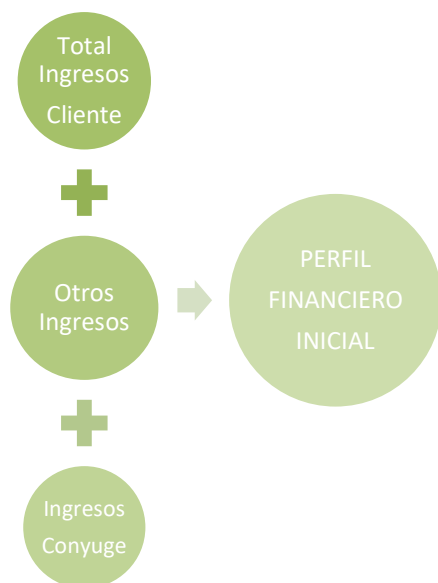 Total
Ingresos
Cliente
Otros
Ingresos
Ingresos
Conyuge
PERFIL
FINANCIERO
INICIAL